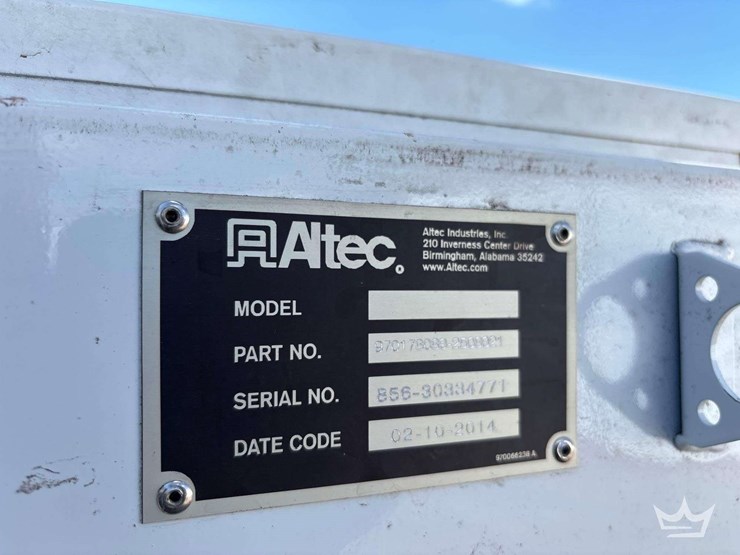 Altec
Altec Industries, Inc.
210 Inverness Center Drive
Birmingham, Alabama 35242
www.Altec.com
MODEL
PART NO.
SERIAL NO. 856-30334771
DATE CODE 02-10-2014
970066338 A